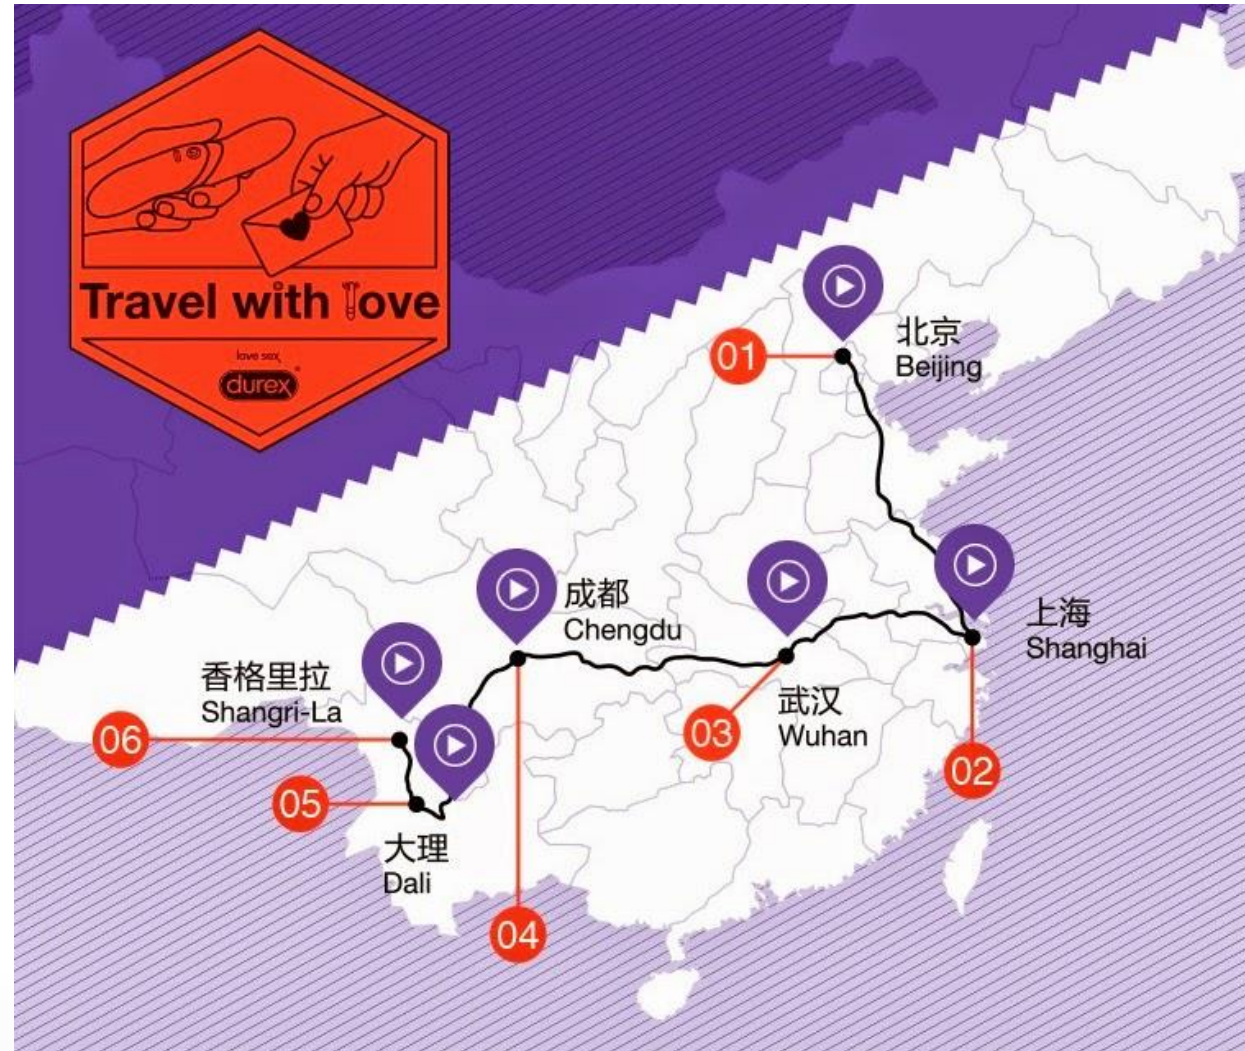 Travel with love
love sex
durex
01
北京
Beijing
成都
Chengdu
上海
Shanghai
香格里拉
Shangri-La
武汉
Wuhan
06
03
02
05
大理
Dali
04